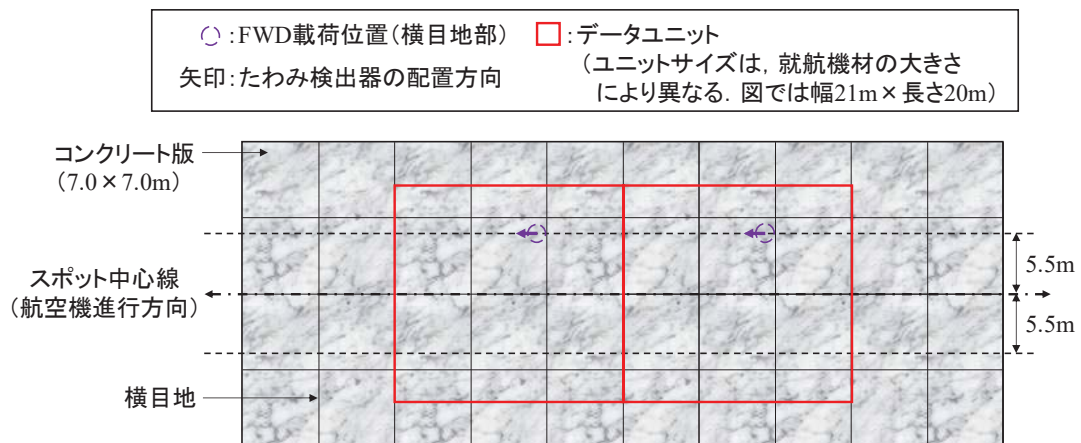 :FWD載荷位置(横目地部)
:データユニット
矢印:たわみ検出器の配置方向
(ユニットサイズは,就航機材の大きさ
により異なる.図では幅21m×長さ20m)
コンクリート版
(7.0×7.0m)
スポット中心線
(航空機進行方向)
5.5m
5.5m
横目地